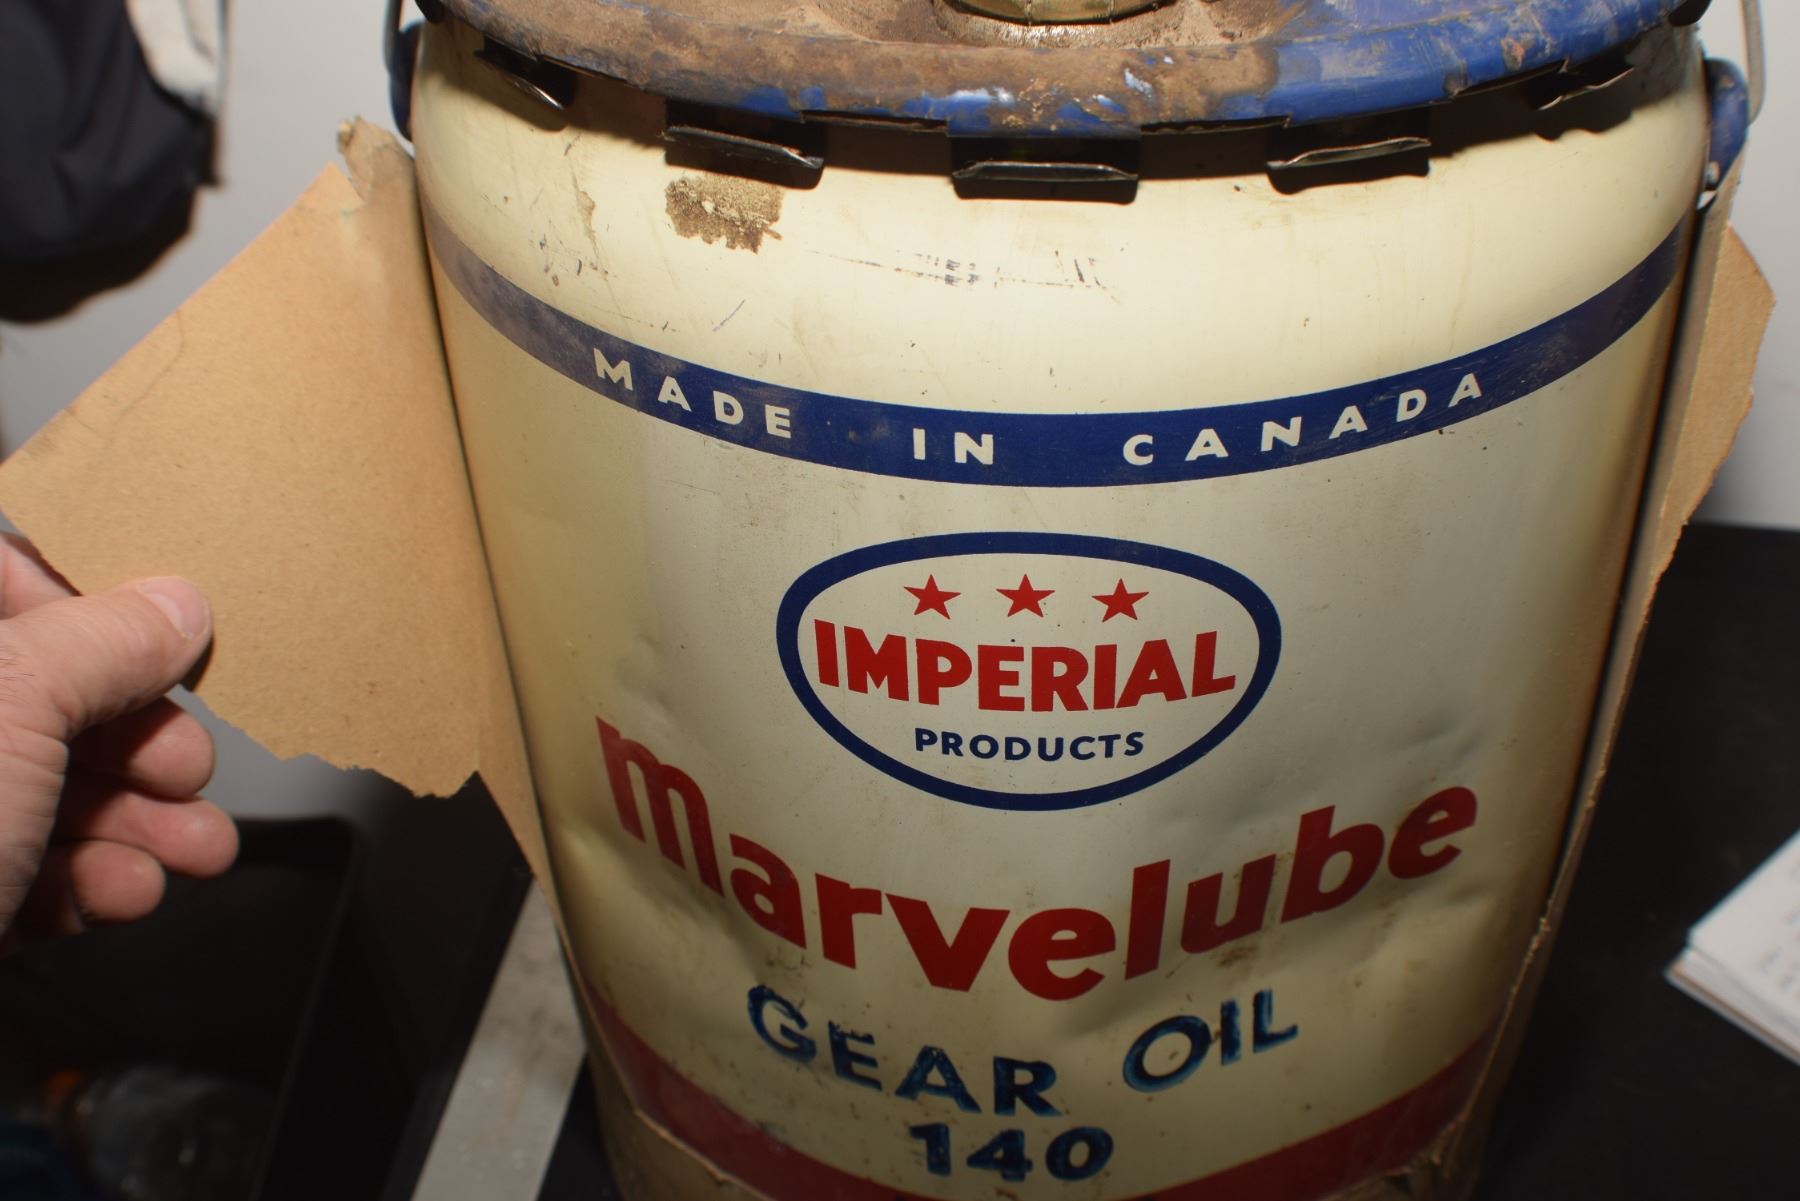 MADE IN CANADA
IMPERIAL
PRODUCTS
marvelube
GEAR OIL
140